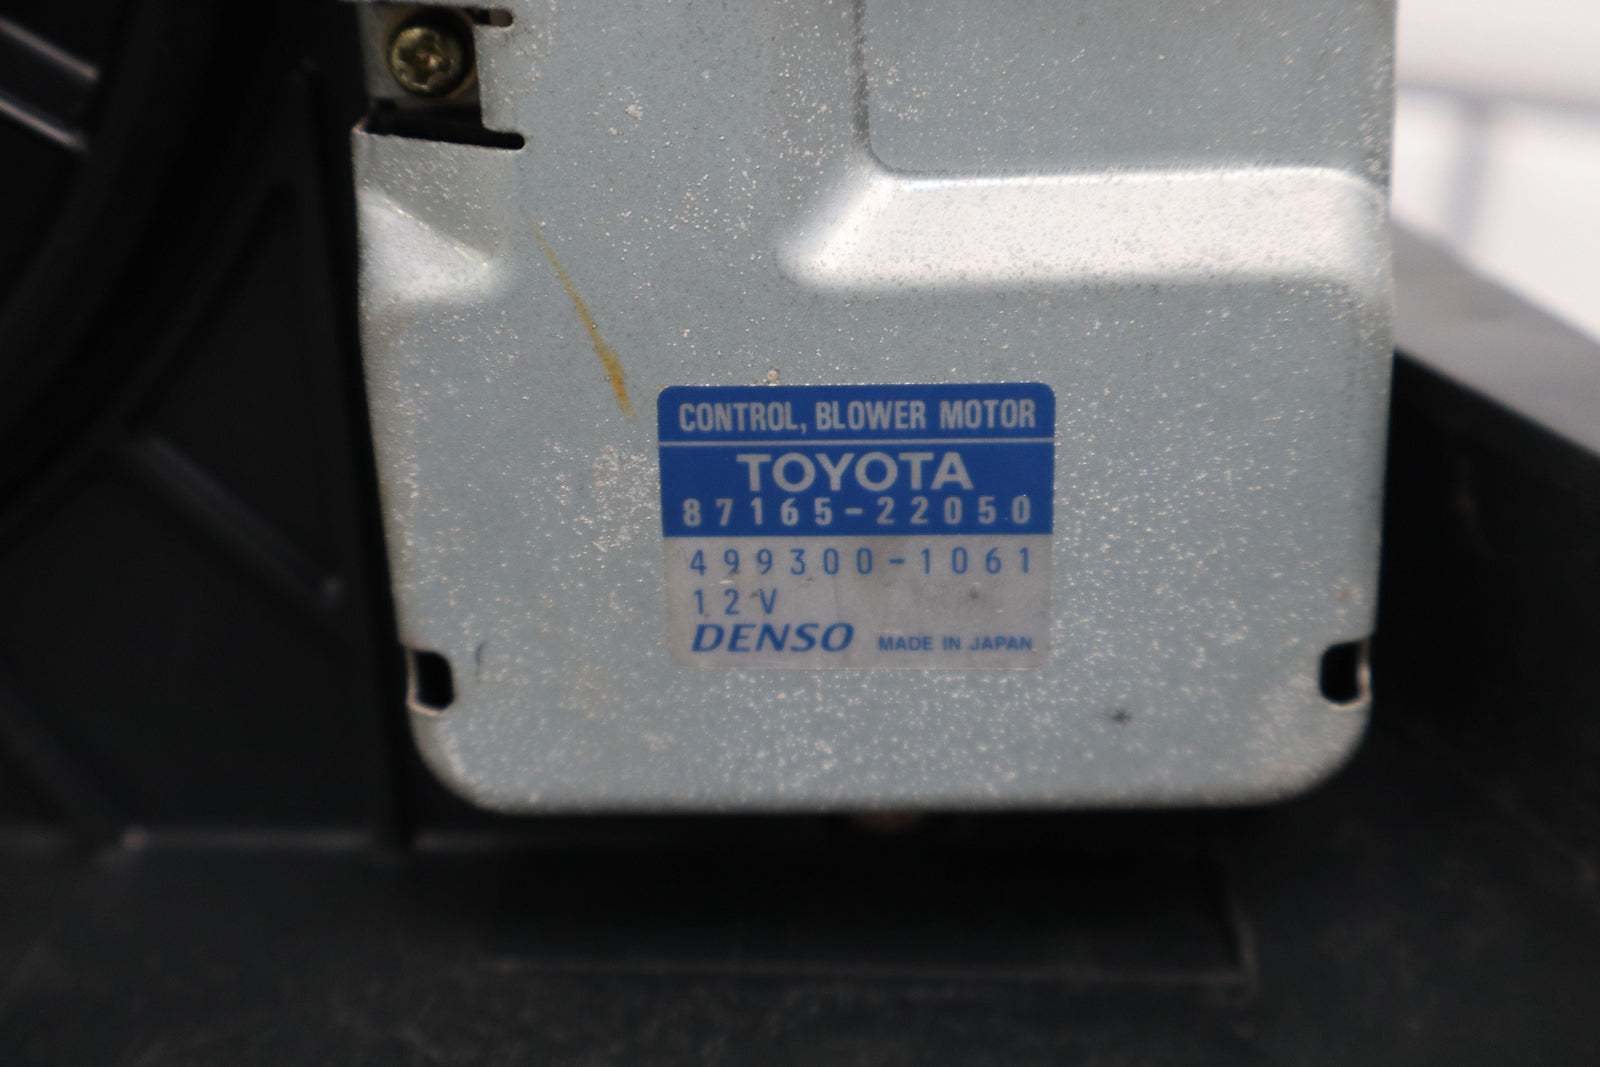 CONTROL, BLOWER MOTOR
TOYOTA
87165-22050
499300-1061
12V
DENSO MADE IN JAPAN